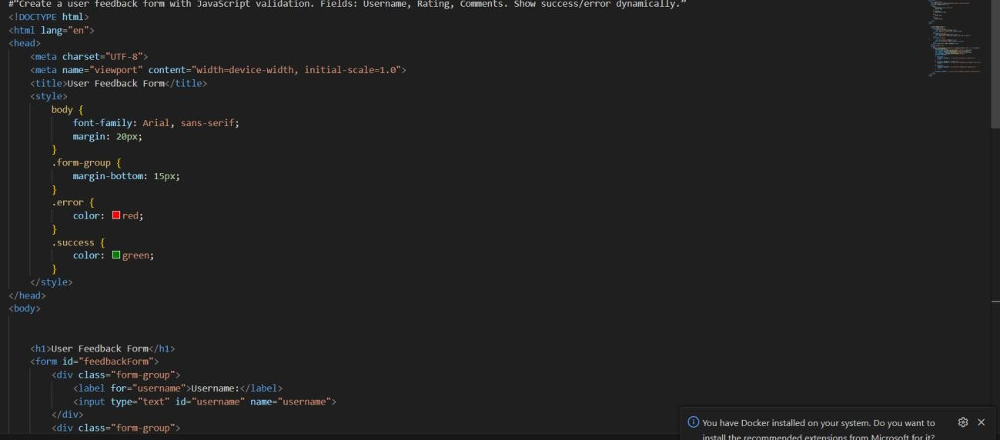 #“Create a user feedback form with JavaScript validation. Fields: Username, Rating, Comments. Show success/error dynamically.”
<!DOCTYPE html>
<html lang="en">
<head>
    <meta charset="UTF-8">
    <meta name="viewport" content="width=device-width, initial-scale=1.0">
    <title>User Feedback Form</title>
    <style>
        body {
            font-family: Arial, sans-serif;
            margin: 20px;
        }
        .form-group {
            margin-bottom: 15px;
        }
        .error {
            color: red;
        }
        .success {
            color: green;
        }
    </style>
</head>
<body>
    <h1>User Feedback Form</h1>
    <form id="feedbackForm">
        <div class="form-group">
            <label for="username">Username:</label>
            <input type="text" id="username" name="username">
        </div>
        <div class="form-group">
You have Docker installed on your system. Do you want to
install the recommended extensions from Microsoft for it?